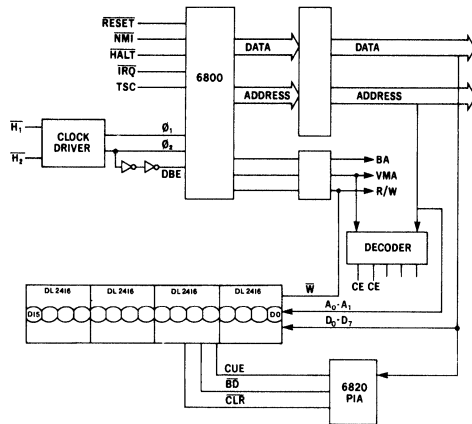 RESET
NMI
HALT
IRQ
TSC
6800
DATA
DATA
ADDRESS
ADDRESS
H1
H2
CLOCK
DRIVER
Ø1
Ø2
DBE
BA
VMA
R/W
DECODER
CE CE
DL 2416 DL 2416 DL 2416 DL 2416
DIS D0
W
A0-A1
D0-D7
CUE
BD
CLR
6820
PIA